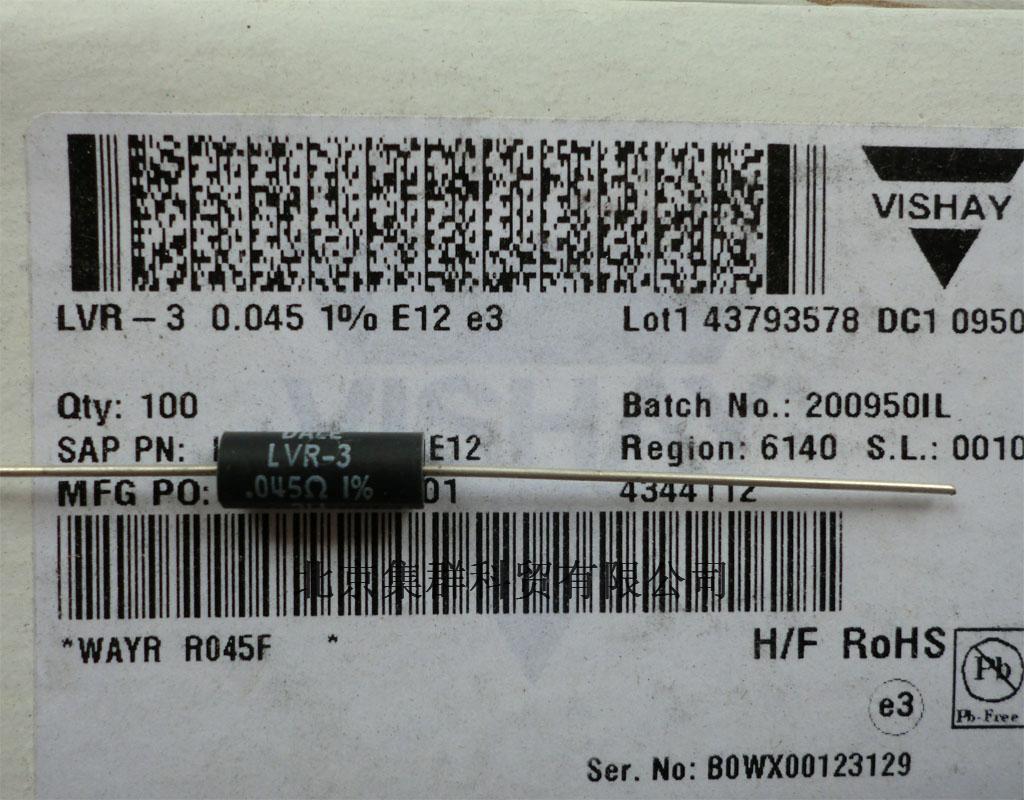 VISHAY
LVR – 3 0.045 1% E12 e3
Lot1 43793578 DC1 0950
Qty: 100
Batch No.: 200950IL
SAP PN: E12
Region: 6140 S.L.: 0010
MFG PO: 01
4344112
DALE
LVR-3
.045Ω 1%
北京集群科贸有限公司
*WAYR R045F *
H/F RoHS
Pb
Pb-Free
e3
Ser. No: B0WX00123129